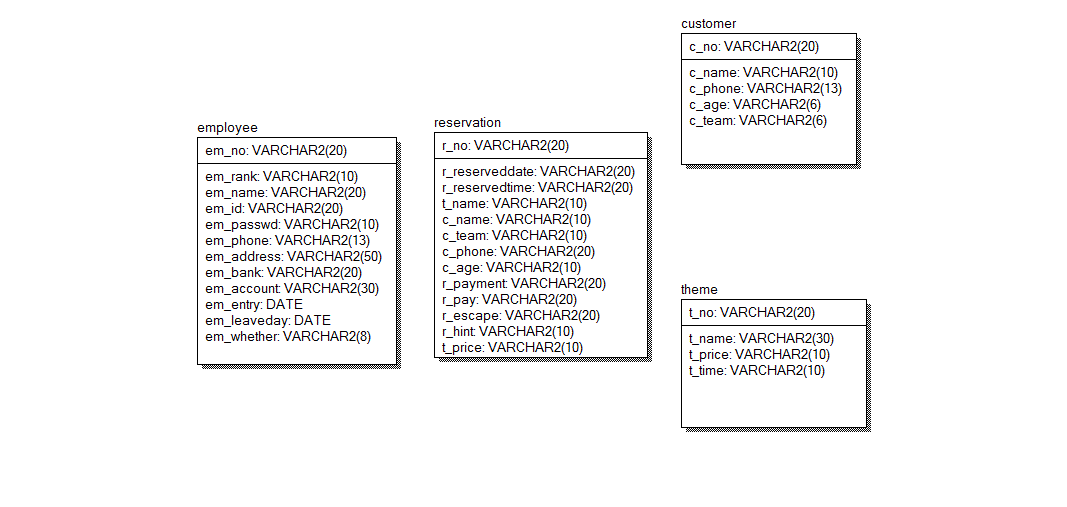 employee
em_no: VARCHAR2(20)
em_rank: VARCHAR2(10)
em_name: VARCHAR2(20)
em_id: VARCHAR2(20)
em_passwd: VARCHAR2(10)
em_phone: VARCHAR2(13)
em_address: VARCHAR2(50)
em_bank: VARCHAR2(20)
em_account: VARCHAR2(30)
em_entry: DATE
em_leaveday: DATE
em_whether: VARCHAR2(8)
reservation
r_no: VARCHAR2(20)
r_reserveddate: VARCHAR2(20)
r_reservedtime: VARCHAR2(20)
t_name: VARCHAR2(10)
c_name: VARCHAR2(10)
c_team: VARCHAR2(10)
c_phone: VARCHAR2(20)
c_age: VARCHAR2(10)
r_payment: VARCHAR2(20)
r_pay: VARCHAR2(20)
r_escape: VARCHAR2(20)
r_hint: VARCHAR2(10)
t_price: VARCHAR2(10)
customer
c_no: VARCHAR2(20)
c_name: VARCHAR2(10)
c_phone: VARCHAR2(13)
c_age: VARCHAR2(6)
c_team: VARCHAR2(6)
theme
t_no: VARCHAR2(20)
t_name: VARCHAR2(30)
t_price: VARCHAR2(10)
t_time: VARCHAR2(10)